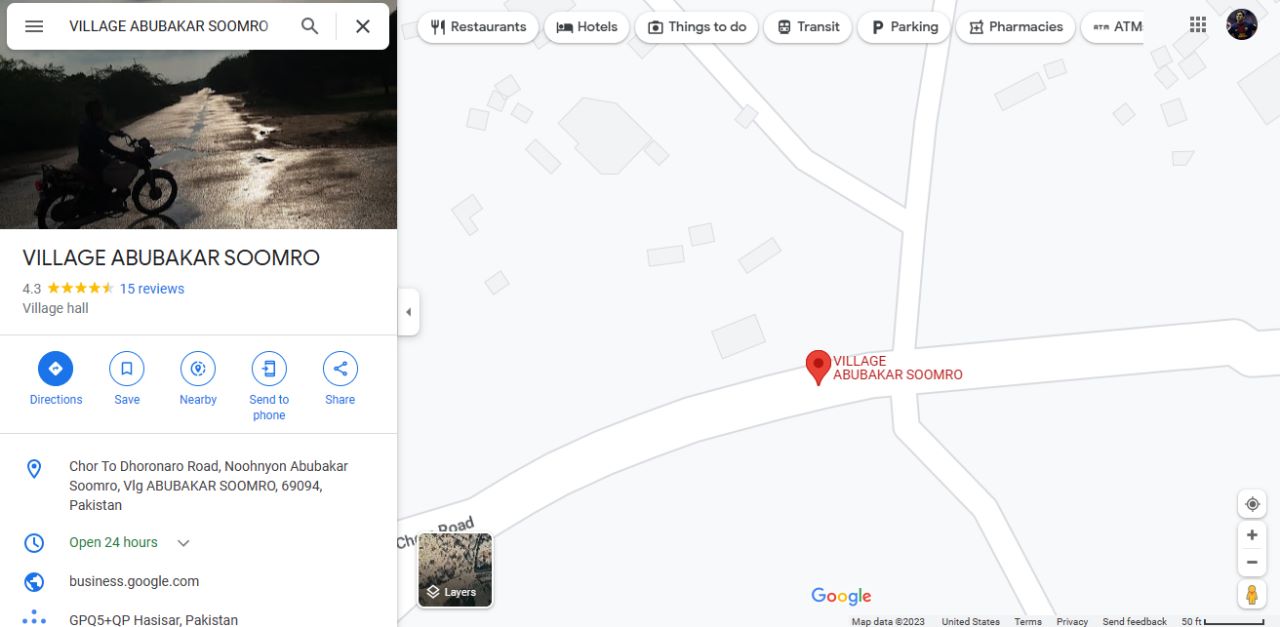 VILLAGE ABUBAKAR SOOMRO
Restaurants
Hotels
Things to do
Transit
Parking
Pharmacies
ATM
VILLAGE ABUBAKAR SOOMRO
4.3
15 reviews
Village hall
Directions
Save
Nearby
Send to
phone
Share
Chor To Dhoronaro Road, Noohnyon Abubakar
Soomro, Vlg ABUBAKAR SOOMRO, 69094,
Pakistan
Open 24 hours
business.google.com
GPQ5+QP Hasisar, Pakistan
VILLAGE
ABUBAKAR SOOMRO
Road
Layers
Google
Map data ©2023
United States
Terms
Privacy
Send feedback
50 ft